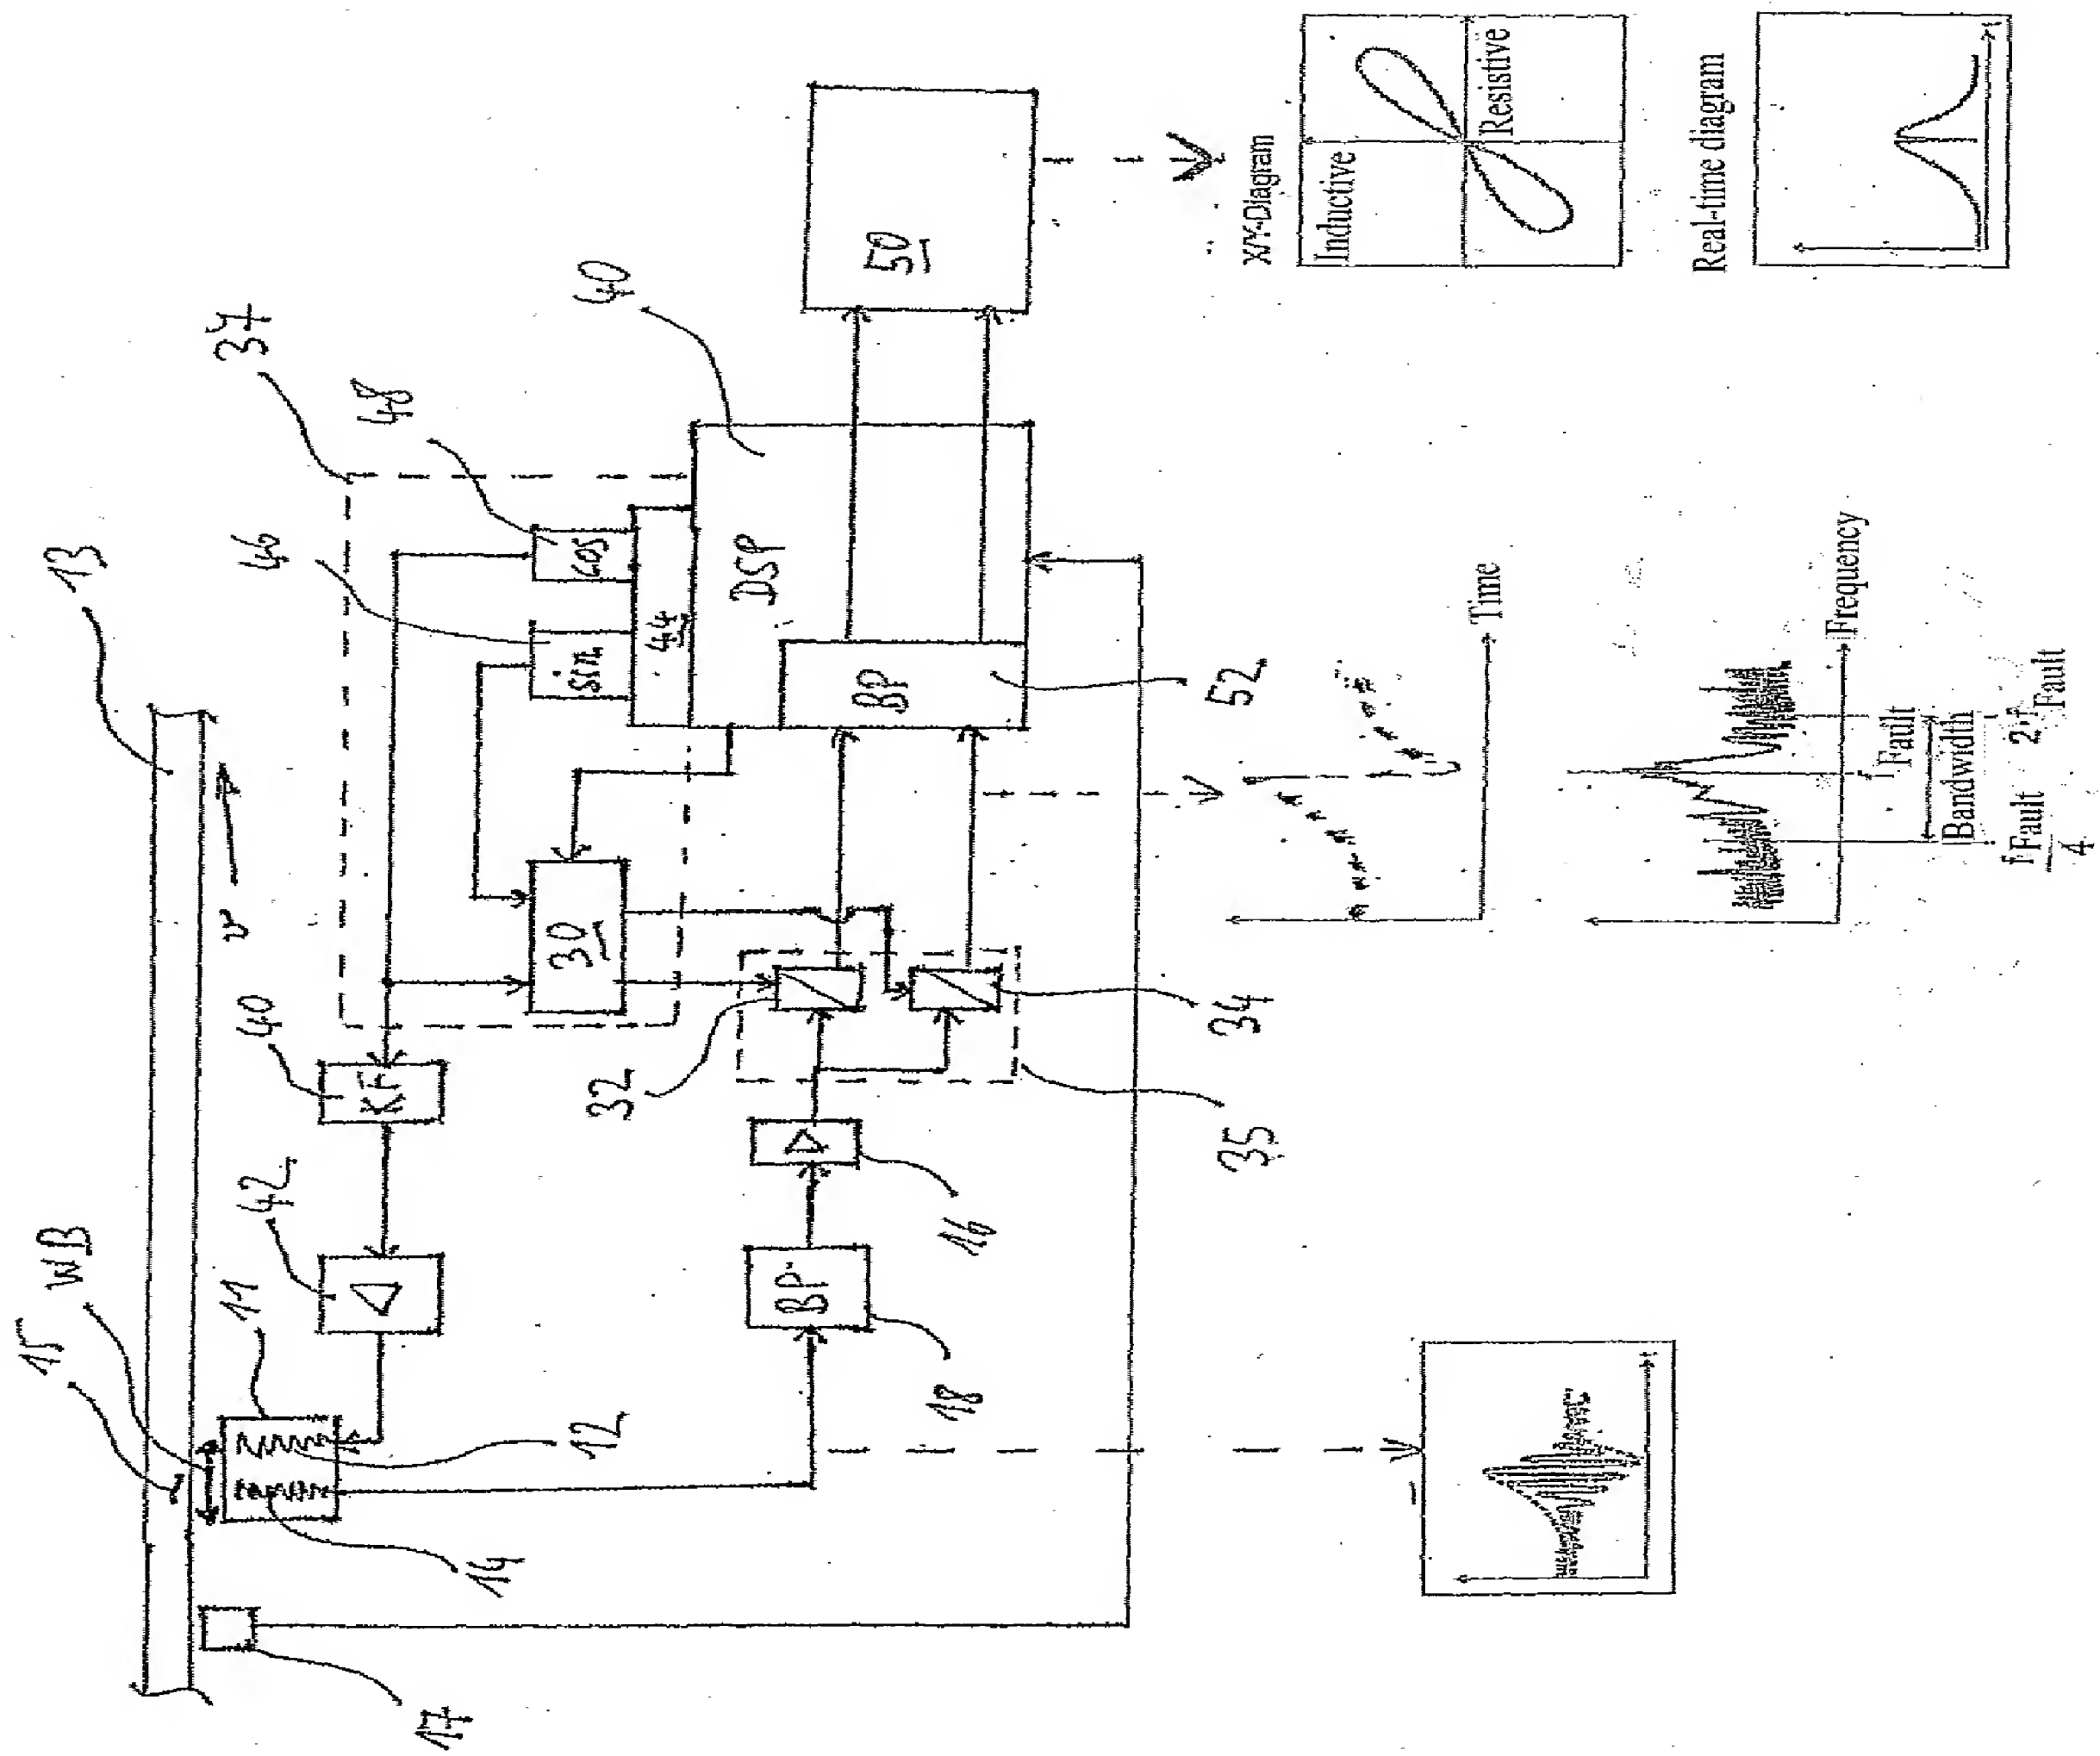 13
15
WB
v
11
42
40
37
46
48
40
KF
cos
sin
44
DSP
30
BP
50
12
14
17
32
BP
18
16
35
34
52
X/Y-Diagram
Inductive
Resistive
Real-time diagram
t
Time
Frequency
f Fault
Bandwidth
2·f Fault
f Fault
4
t